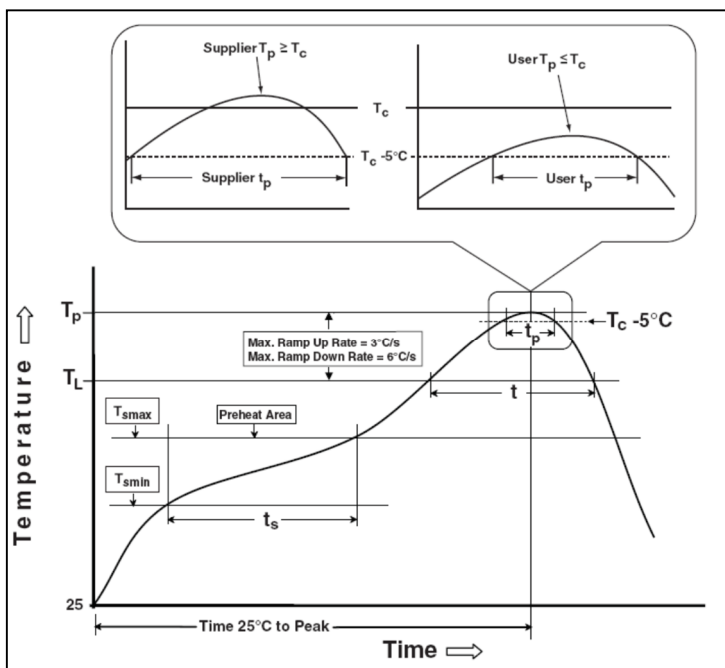 Supplier Tp ≥ Tc
User Tp ≤ Tc
Tc
Tc -5°C
Supplier tp
User tp
Tp
Tc -5°C
Max. Ramp Up Rate = 3°C/s
Max. Ramp Down Rate = 6°C/s
tp
TL
t
Tsmax
Preheat Area
Tsmin
ts
Temperature
25
Time 25°C to Peak
Time